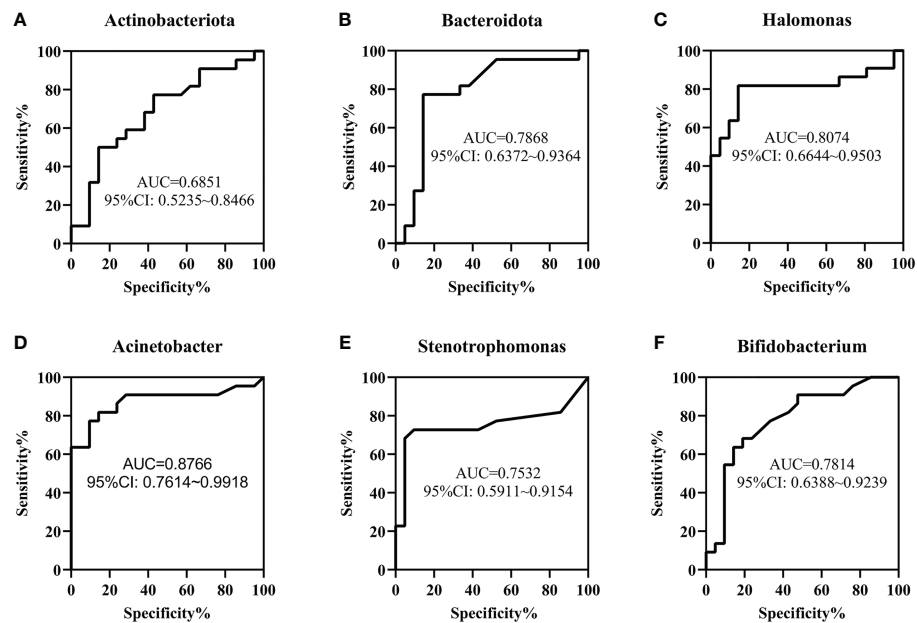 A Actinobacteriota
100
80
60
40
20
0
Sensitivity%
AUC=0.6851
95%CI: 0.5235~0.8466
0 20 40 60 80 100
Specificity%
B Bacteroidota
100
80
60
40
20
0
Sensitivity%
AUC=0.7868
95%CI: 0.6372~0.9364
0 20 40 60 80 100
Specificity%
C Halomonas
100
80
60
40
20
0
Sensitivity%
AUC=0.8074
95%CI: 0.6644~0.9503
0 20 40 60 80 100
Specificity%
D Acinetobacter
100
80
60
40
20
0
Sensitivity%
AUC=0.8766
95%CI: 0.7614~0.9918
0 20 40 60 80 100
Specificity%
E Stenotrophomonas
100
80
60
40
20
0
Sensitivity%
AUC=0.7532
95%CI: 0.5911~0.9154
0 20 40 60 80 100
Specificity%
F Bifidobacterium
100
80
60
40
20
0
Sensitivity%
AUC=0.7814
95%CI: 0.6388~0.9239
0 20 40 60 80 100
Specificity%